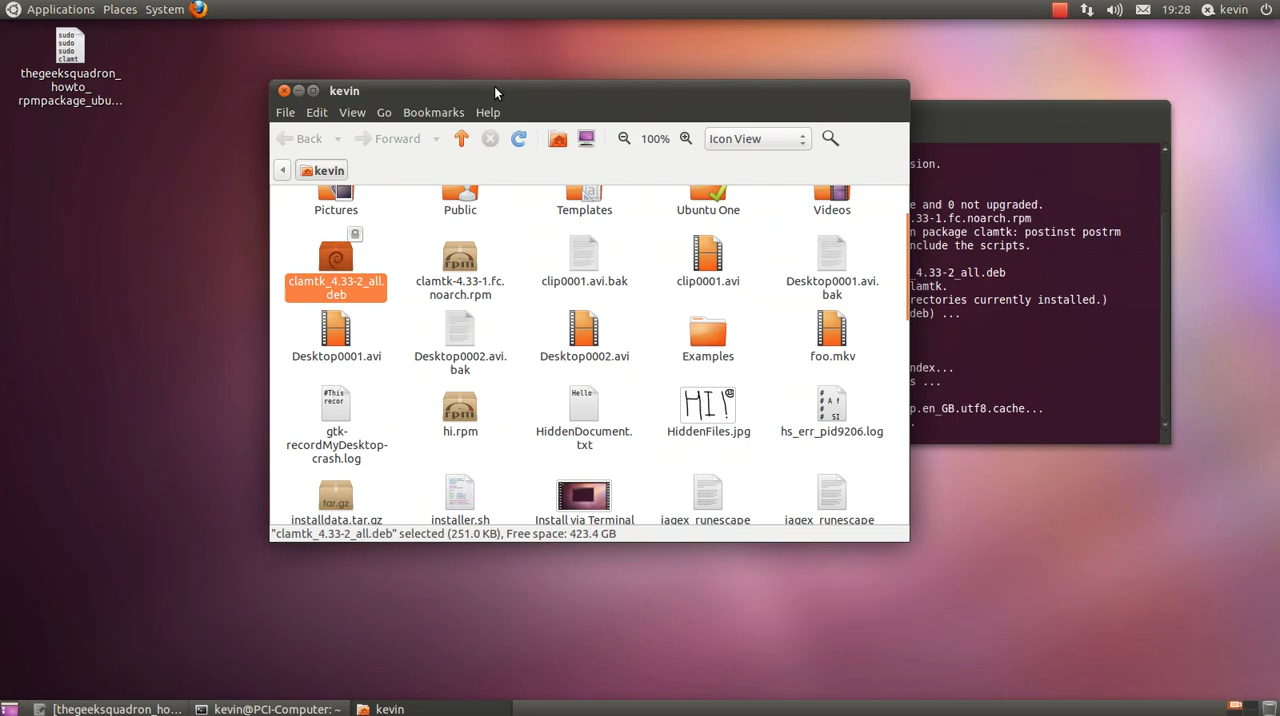 Applications Places System
19:28 kevin
sudo
sudo
sudo
clamt
thegeeksquadron_
howto_
rpmpackage_ubu...
kevin
File Edit View Go Bookmarks Help
Back Forward 100% Icon View
kevin
Pictures Public Templates Ubuntu One Videos
clamtk_4.33-2_all.
deb
rpm
clamtk-4.33-1.fc.
noarch.rpm
clip0001.avi.bak
clip0001.avi
Desktop0001.avi.
bak
Desktop0001.avi
Desktop0002.avi.
bak
Desktop0002.avi
Examples
foo.mkv
#This
recor
gtk-
recordMyDesktop-
crash.log
rpm
hi.rpm
Hello
HiddenDocument.
txt
HI!
HiddenFiles.jpg
#
# A f
#
# SI
hs_err_pid9206.log
tar.gz
installdata.tar.gz
installer.sh
Install via Terminal
jagex_runescape
jagex_runescape
"clamtk_4.33-2_all.deb" selected (251.0 KB), Free space: 423.4 GB
sion.
e and 0 not upgraded.
.33-1.fc.noarch.rpm
n package clamtk: postinst postrm
nclude the scripts.
_4.33-2_all.deb
lamtk.
rectories currently installed.)
deb) ...
ndex...
s ...
p.en_GB.utf8.cache...
.
[thegeeksquadron_ho... kevin@PCI-Computer: ~ kevin